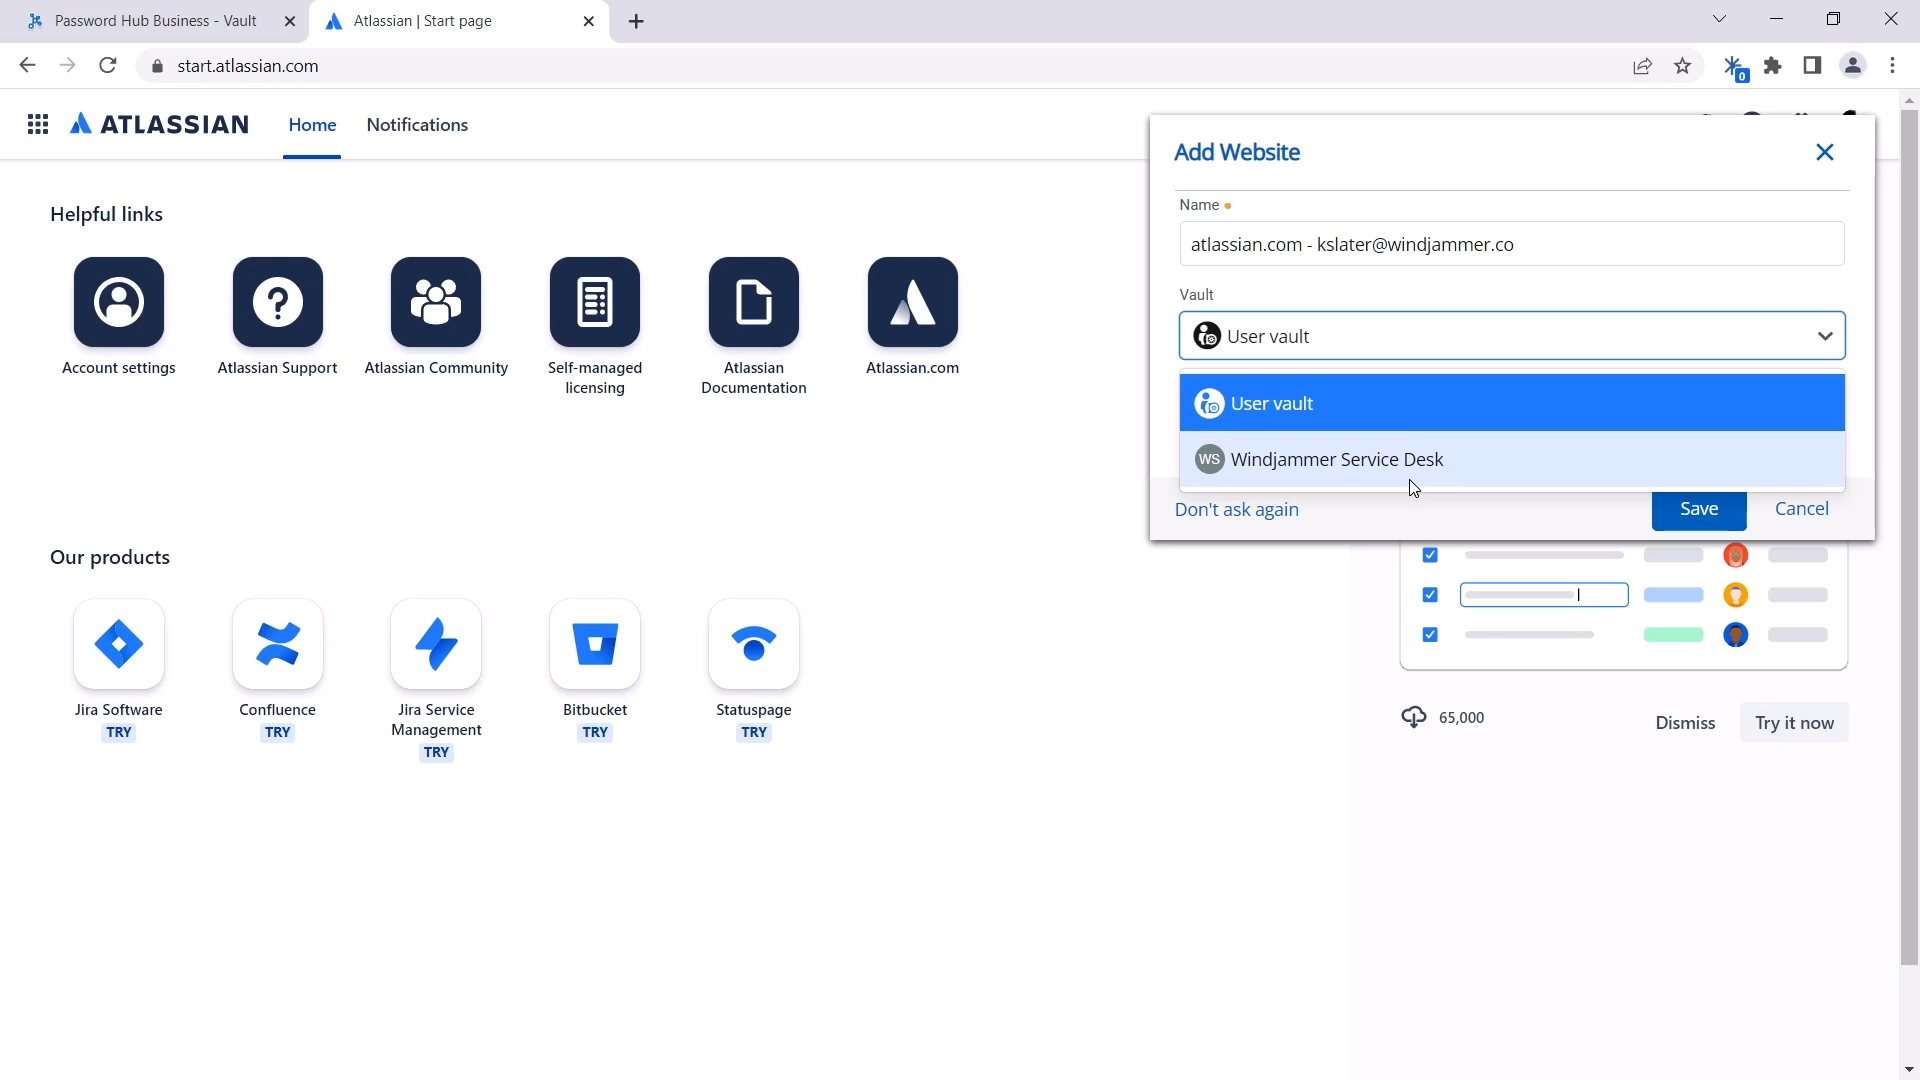 Password Hub Business - Vault
Atlassian | Start page
start.atlassian.com
0
ATLASSIAN
Home
Notifications
Helpful links
Account settings
Atlassian Support
Atlassian Community
Self-managed
licensing
Atlassian
Documentation
Atlassian.com
Our products
Jira Software
TRY
Confluence
TRY
Jira Service
Management
TRY
Bitbucket
TRY
Statuspage
TRY
Add Website
Name
atlassian.com - kslater@windjammer.co
Vault
User vault
User vault
WS Windjammer Service Desk
Don't ask again
Save
Cancel
65,000
Dismiss
Try it now